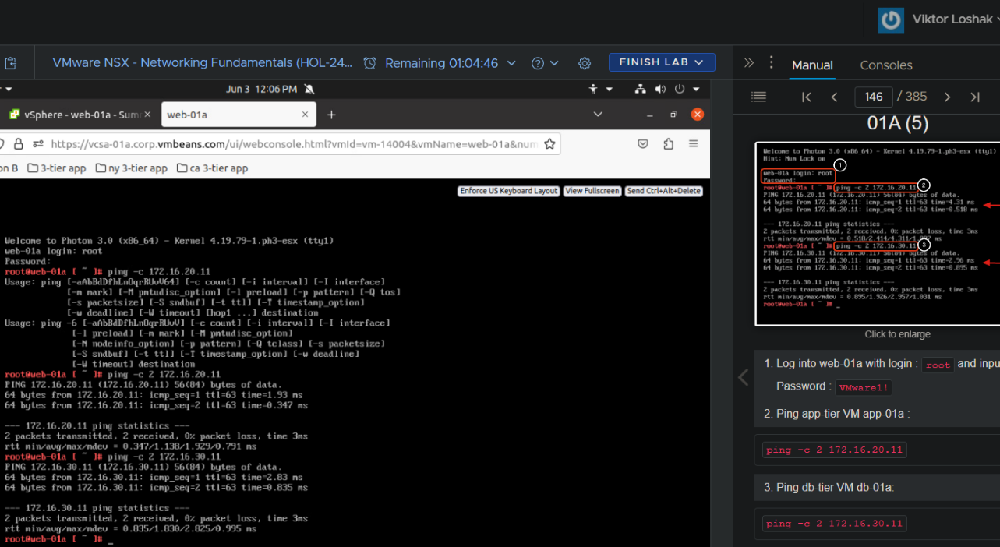 Viktor Loshak
VMware NSX - Networking Fundamentals (HOL-24... Remaining 01:04:46 FINISH LAB
Manual Consoles
Jun 3 12:06 PM
146 / 385
vSphere - web-01a - Sum web-01a
01A (5)
https://vcsa-01a.corp.vmbeans.com/ui/webconsole.html?vmId=vm-14004&vmName=web-01a&num
on B 3-tier app ny 3-tier app ca 3-tier app
Enforce US Keyboard Layout View Fullscreen Send Ctrl+Alt+Delete
Welcome to Photon 3.0 (x86_64) - Kernel 4.19.79-1.ph3-esx (tty1)
web-01a login: root
Password:
root@web-01a [ ~ ]# ping -c 172.16.20.11
Usage: ping [-aAbBdDfhLnOqrRUvV64] [-c count] [-i interval] [-I interface]
[-m mark] [-M pmtudisc_option] [-l preload] [-p pattern] [-Q tos]
[-s packetsize] [-S sndbuf] [-t ttl] [-T timestamp_option]
[-w deadline] [-W timeout] [hop1 ...] destination
Usage: ping -6 [-aAbBdDfhLnOqrRUvV] [-c count] [-i interval] [-I interface]
[-l preload] [-m mark] [-M pmtudisc_option]
[-N nodeinfo_option] [-p pattern] [-Q tclass] [-s packetsize]
[-S sndbuf] [-t ttl] [-T timestamp_option] [-w deadline]
[-W timeout] destination
root@web-01a [ ~ ]# ping -c 2 172.16.20.11
PING 172.16.20.11 (172.16.20.11) 56(84) bytes of data.
64 bytes from 172.16.20.11: icmp_seq=1 ttl=63 time=1.93 ms
64 bytes from 172.16.20.11: icmp_seq=2 ttl=63 time=0.347 ms
--- 172.16.20.11 ping statistics ---
2 packets transmitted, 2 received, 0% packet loss, time 3ms
rtt min/avg/max/mdev = 0.347/1.138/1.929/0.791 ms
root@web-01a [ ~ ]# ping -c 2 172.16.30.11
PING 172.16.30.11 (172.16.30.11) 56(84) bytes of data.
64 bytes from 172.16.30.11: icmp_seq=1 ttl=63 time=2.83 ms
64 bytes from 172.16.30.11: icmp_seq=2 ttl=63 time=0.835 ms
--- 172.16.30.11 ping statistics ---
2 packets transmitted, 2 received, 0% packet loss, time 3ms
rtt min/avg/max/mdev = 0.835/1.830/2.825/0.995 ms
root@web-01a [ ~ ]# _
Welcome to Photon 3.0 (x86_64) - Kernel 4.19.79-1.ph3-esx (tty1)
Hint: Num Lock on
1
web-01a login: root
Password:
root@web-01a [ ~ ]# ping -c 2 172.16.20.11 2
PING 172.16.20.11 (172.16.20.11) 56(84) bytes of data.
64 bytes from 172.16.20.11: icmp_seq=1 ttl=63 time=4.31 ms
64 bytes from 172.16.20.11: icmp_seq=2 ttl=63 time=0.518 ms
--- 172.16.20.11 ping statistics ---
2 packets transmitted, 2 received, 0% packet loss, time 3ms
rtt min/avg/max/mdev = 0.518/2.414/4.311/1.897 ms
root@web-01a [ ~ ]# ping -c 2 172.16.30.11 3
PING 172.16.30.11 (172.16.30.11) 56(84) bytes of data.
64 bytes from 172.16.30.11: icmp_seq=1 ttl=63 time=2.96 ms
64 bytes from 172.16.30.11: icmp_seq=2 ttl=63 time=0.895 ms
--- 172.16.30.11 ping statistics ---
2 packets transmitted, 2 received, 0% packet loss, time 3ms
rtt min/avg/max/mdev = 0.895/1.926/2.957/1.031 ms
root@web-01a [ ~ ]# _
Click to enlarge
1. Log into web-01a with login : root and inpu
Password : VMware1!
2. Ping app-tier VM app-01a :
ping -c 2 172.16.20.11
3. Ping db-tier VM db-01a:
ping -c 2 172.16.30.11